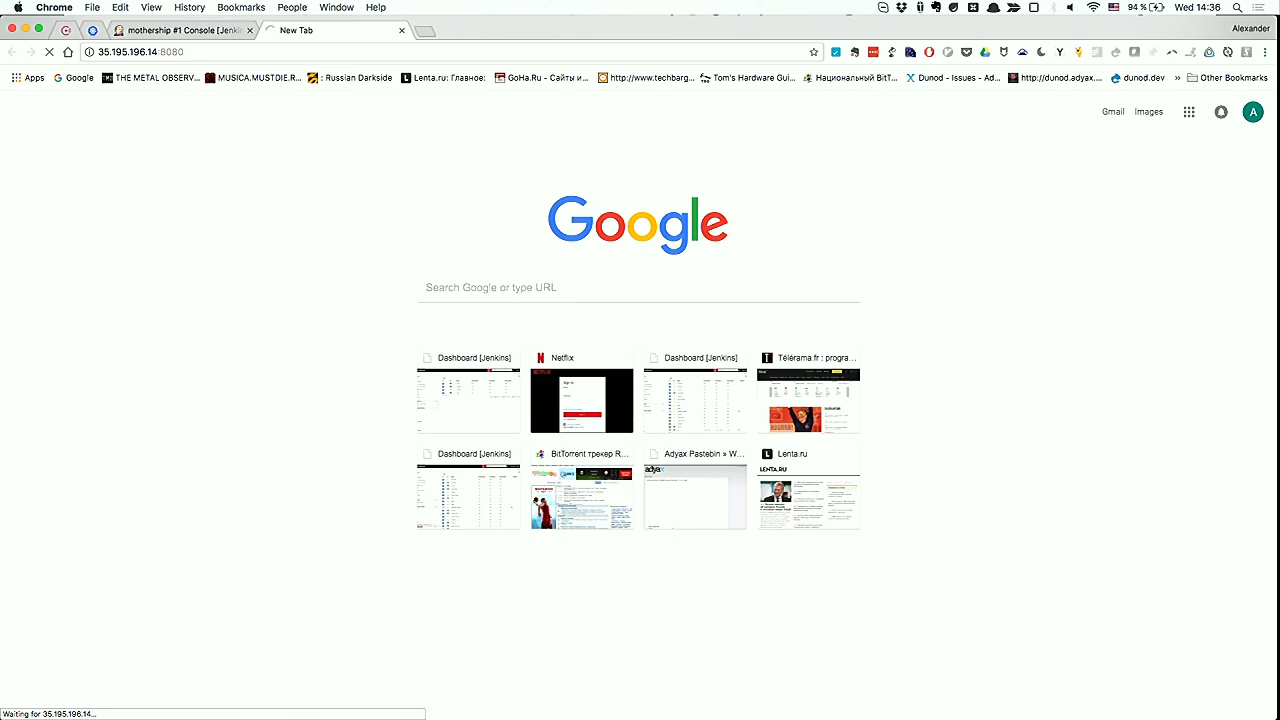 Chrome File Edit View History Bookmarks People Window Help 94 % Wed 14:36
mothership #1 Console [Jenki New Tab Alexander
35.195.196.14:8080
Apps Google THE METAL OBSERV... MUSICA.MUSTDIE.R... : Russian Darkside Lenta.ru: Главное: GoHa.Ru - Сайты и... http://www.techbarg... Tom's Hardware Gui... Национальный BitT... Dunod - Issues - Ad... http://dunod.adyax.... dunod.dev » Other Bookmarks
Gmail Images A
Google
Search Google or type URL
Dashboard [Jenkins] Netflix Dashboard [Jenkins] Télérama.fr : progra...
Dashboard [Jenkins] BitTorrent трекер R... Adyax Pastebin » W... Lenta.ru
adyax LENTA.RU
Waiting for 35.195.196.14...